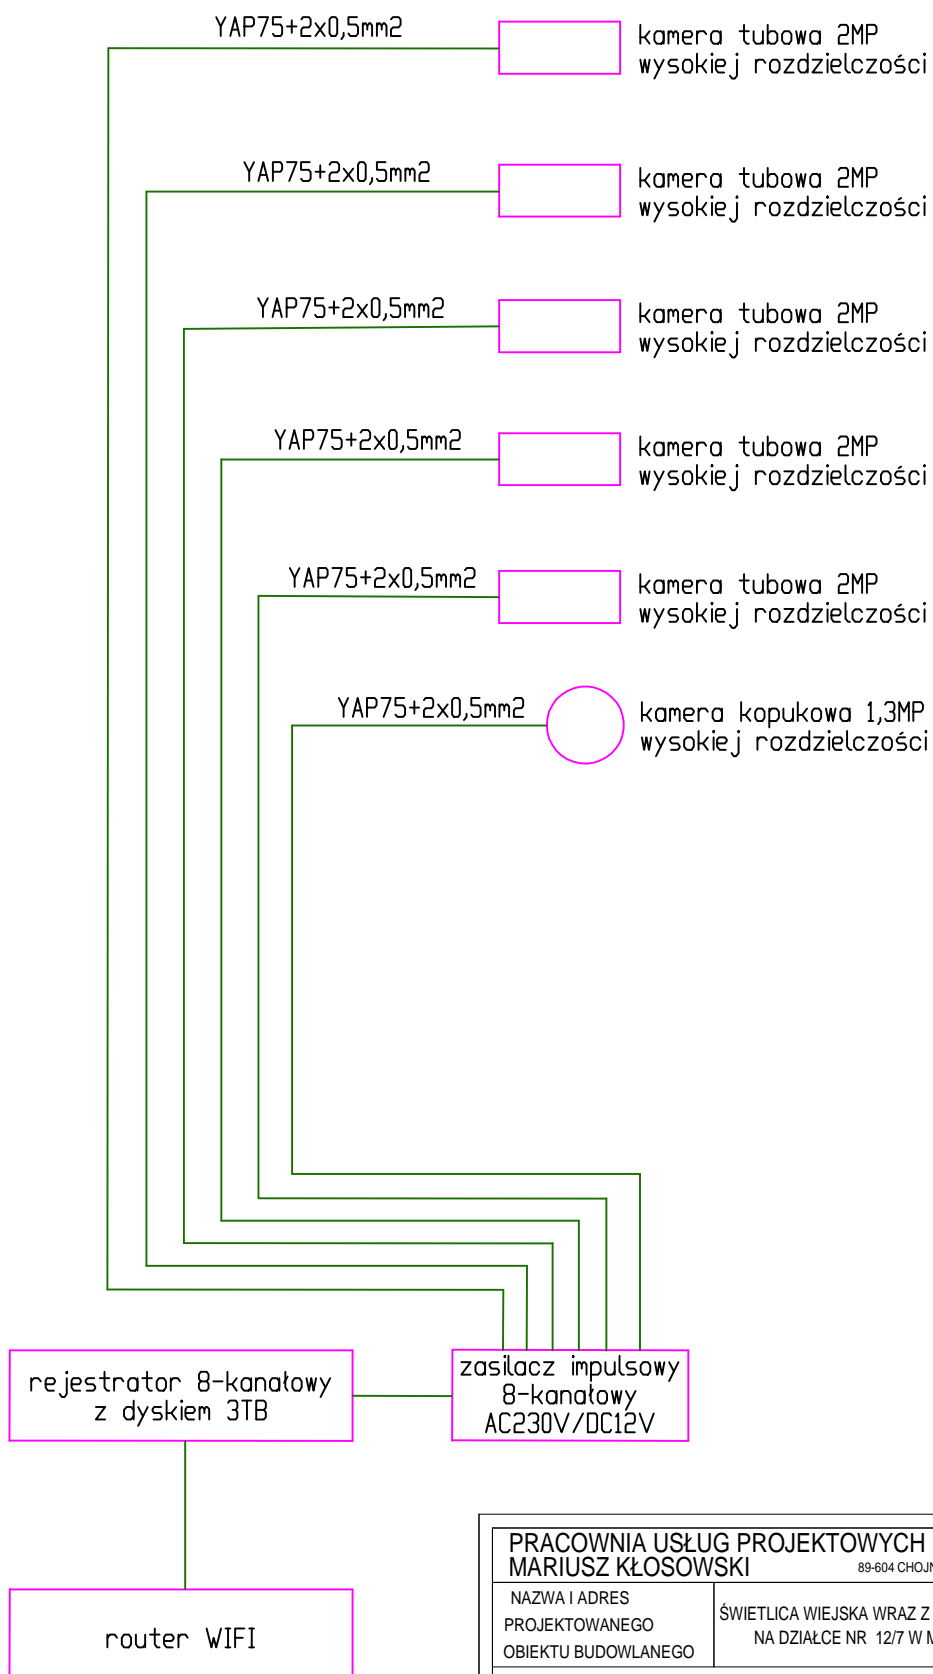 YAP75+2x0,5mm2
kamera tubowa 2MP
wysokiej rozdzielczości
YAP75+2x0,5mm2
kamera tubowa 2MP
wysokiej rozdzielczości
YAP75+2x0,5mm2
kamera tubowa 2MP
wysokiej rozdzielczości
YAP75+2x0,5mm2
kamera tubowa 2MP
wysokiej rozdzielczości
YAP75+2x0,5mm2
kamera tubowa 2MP
wysokiej rozdzielczości
YAP75+2x0,5mm2
kamera kopukowa 1,3MP
wysokiej rozdzielczości
rejestrator 8-kanałowy
z dyskiem 3TB
zasilacz impulsowy
8-kanałowy
AC230V/DC12V
router WIFI
PRACOWNIA USŁUG PROJEKTOWYCH
MARIUSZ KŁOSOWSKI
89-604
NAZWA I ADRES
PROJEKTOWANEGO
OBIEKTU BUDOWLANEGO
ŚWIETLICA WIEJSKA WRAZ Z
NA DZIAŁCE NR 12/7 W